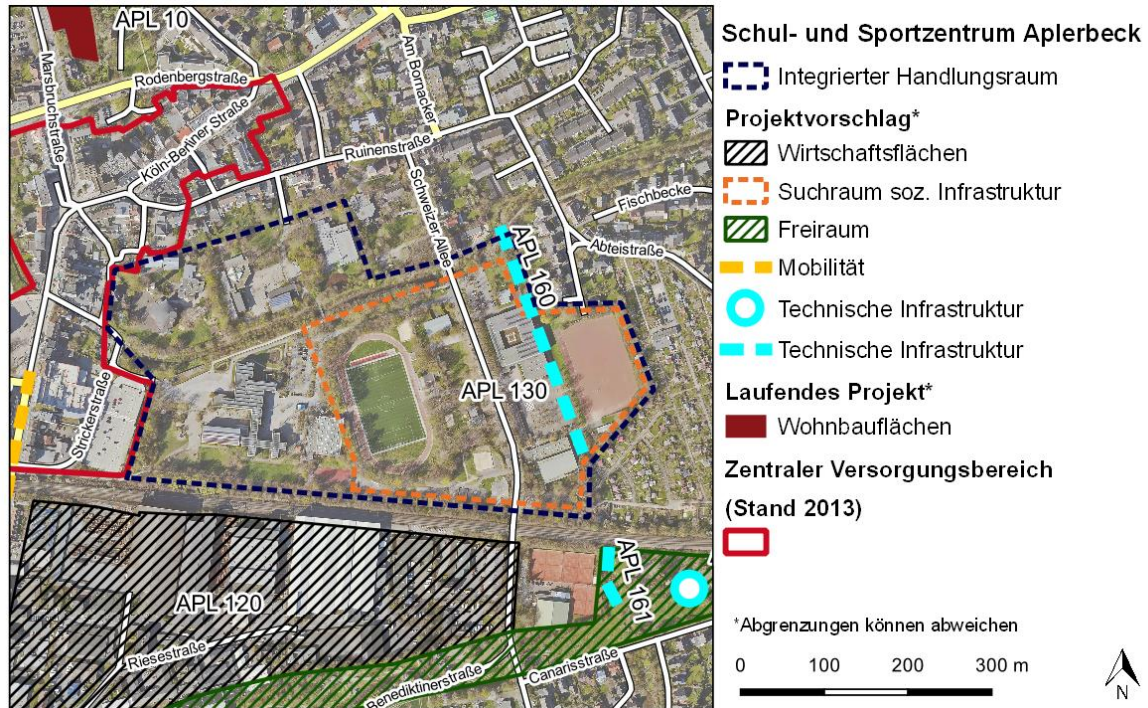 APL 10
Marsbruchstraße
Rodenbergstraße
Köln-Berliner Straße
Am Bornacker
Ruinenstraße
Schweizer Allee
Fischbecke
Abteistraße
APL 160
APL 130
Strickerstraße
APL 120
APL 161
Riesestraße
Benediktinerstraße
Canarisstraße
Schul- und Sportzentrum Aplerbeck
Integrierter Handlungsraum
Projektvorschlag*
Wirtschaftsflächen
Suchraum soz. Infrastruktur
Freiraum
Mobilität
Technische Infrastruktur
Technische Infrastruktur
Laufendes Projekt*
Wohnbauflächen
Zentraler Versorgungsbereich
(Stand 2013)
*Abgrenzungen können abweichen
0 100 200 300 m
N